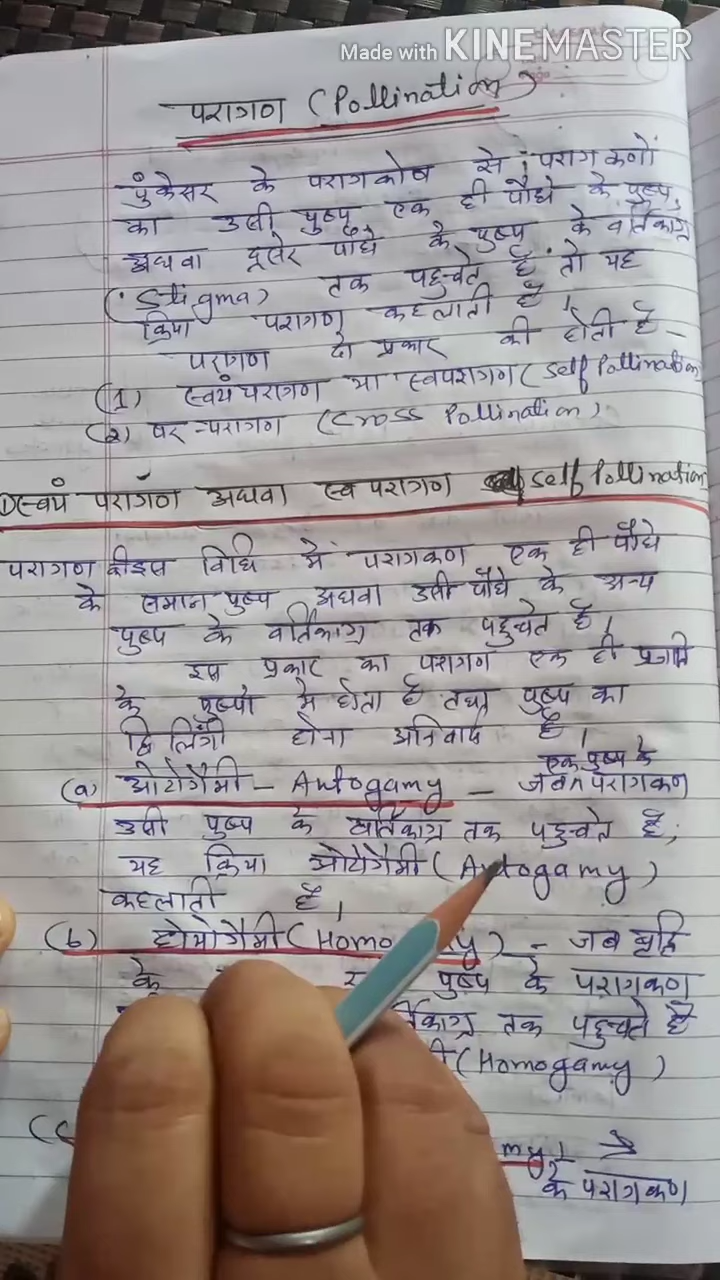 Made with KINEMASTER
परागण (Pollination)
पुंकेसर के परागकोष से परागकणों
का उसी पुष्प एक ही पौधे के पुष्प,
अथवा दूसरे पौधे के पुष्प के वर्तिकाग्र
(Stigma) तक पहुचते है तो यह
क्रिया परागण कहलाती है।
परागण दो प्रकार की होती है -
(1) स्वयंपरागण या स्वपरागण (Self Pollination)
(2) पर-परागण (Cross Pollination)
स्वयं परागण अथवा स्व परागण Self Pollination
परागण की इस विधि में परागकण एक ही पौधे
के समान पुष्प अथवा उसी पौधे के अन्य
पुष्प के वर्तिकाग्र तक पहुचते है।
इस प्रकार का परागण एक ही प्रजाति
के पुष्पो मे होता है तथा पुष्प का
द्विलिंगी होना अनिवार्य है।
एक पुष्प के
(a) ओटोगैमी - Autogamy - जब परागकण
उसी पुष्प के वर्तिकाग्र तक पहुचते है,
यह क्रिया ओटोगैमी (Autogamy)
कहलाती है।
(b) होमोगैमी (Homo my) - जब
के पुष्प के परागकण
तक पहुचते है
(Homogamy)
my)
के परागकण